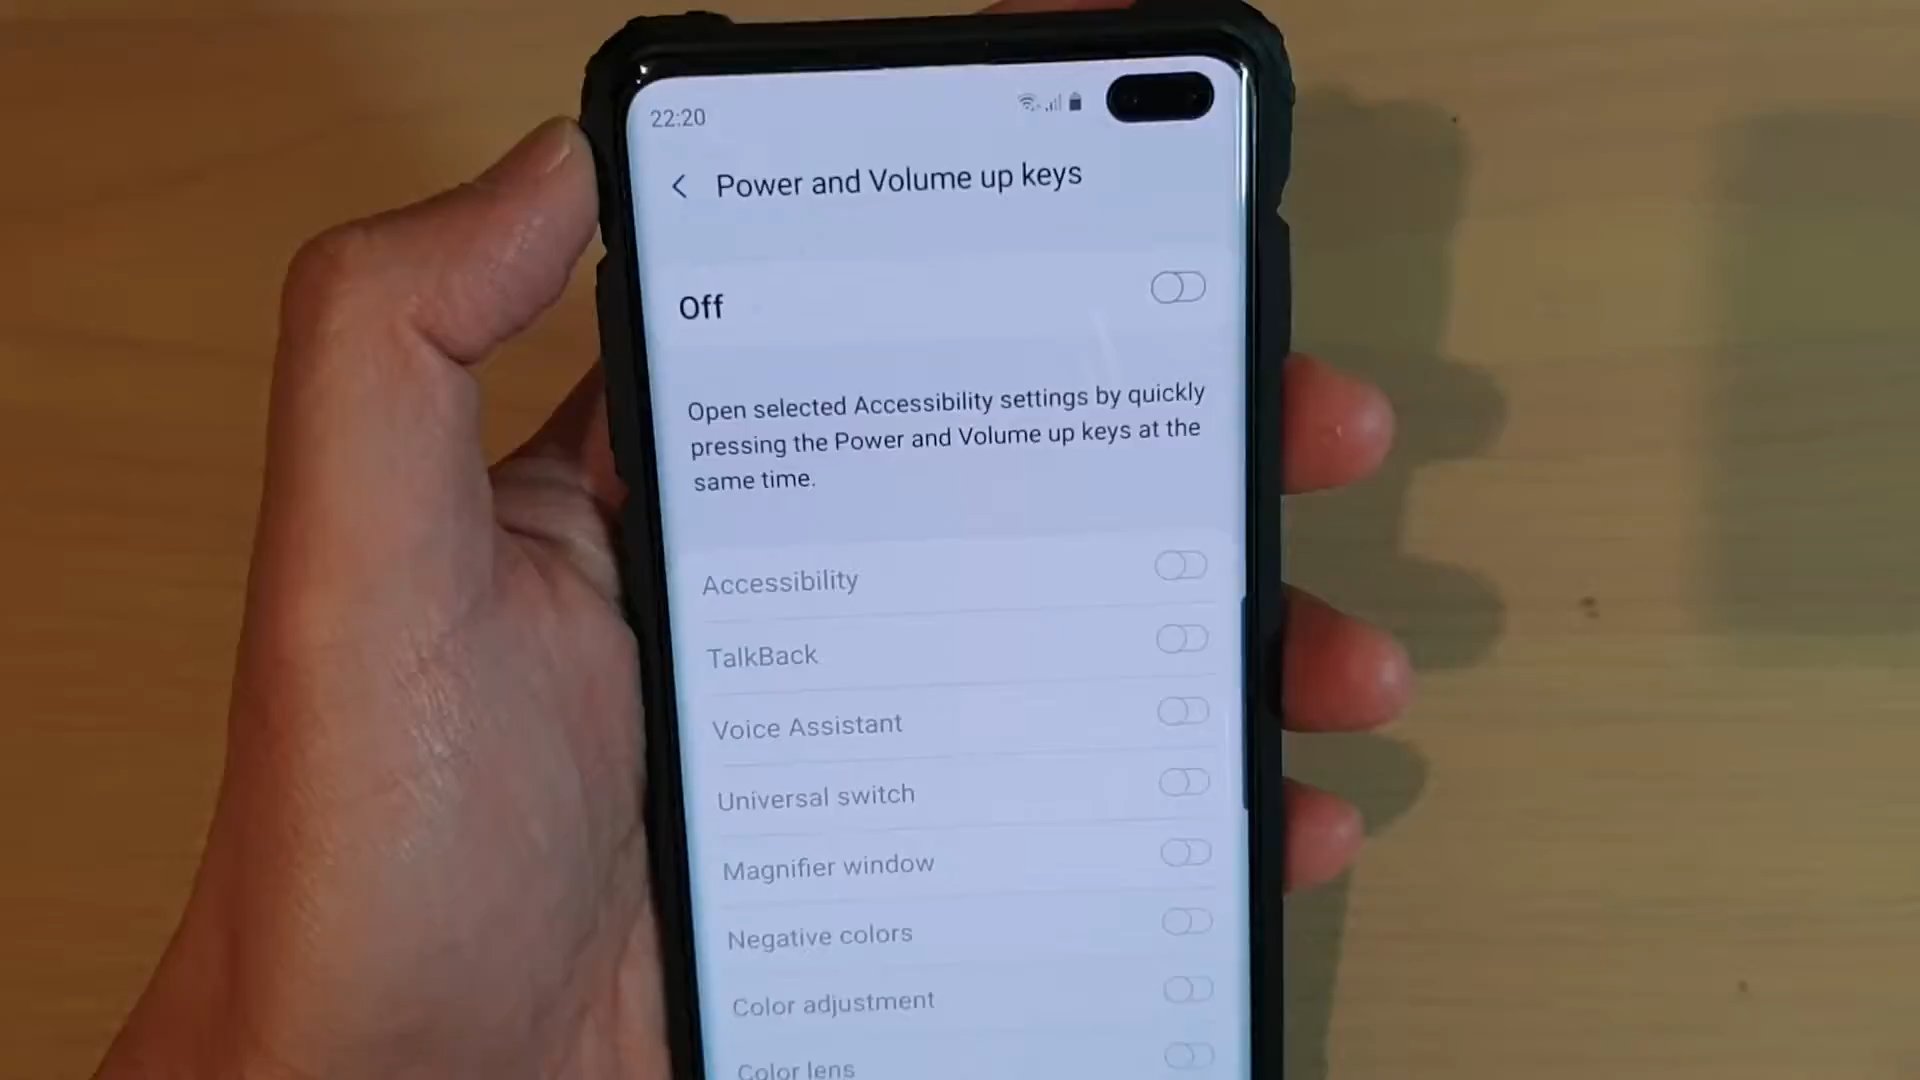 22:20
Power and Volume up keys
Off
Open selected Accessibility settings by quickly
pressing the Power and Volume up keys at the
same time.
Accessibility
TalkBack
Voice Assistant
Universal switch
Magnifier window
Negative colors
Color adjustment
Color lens